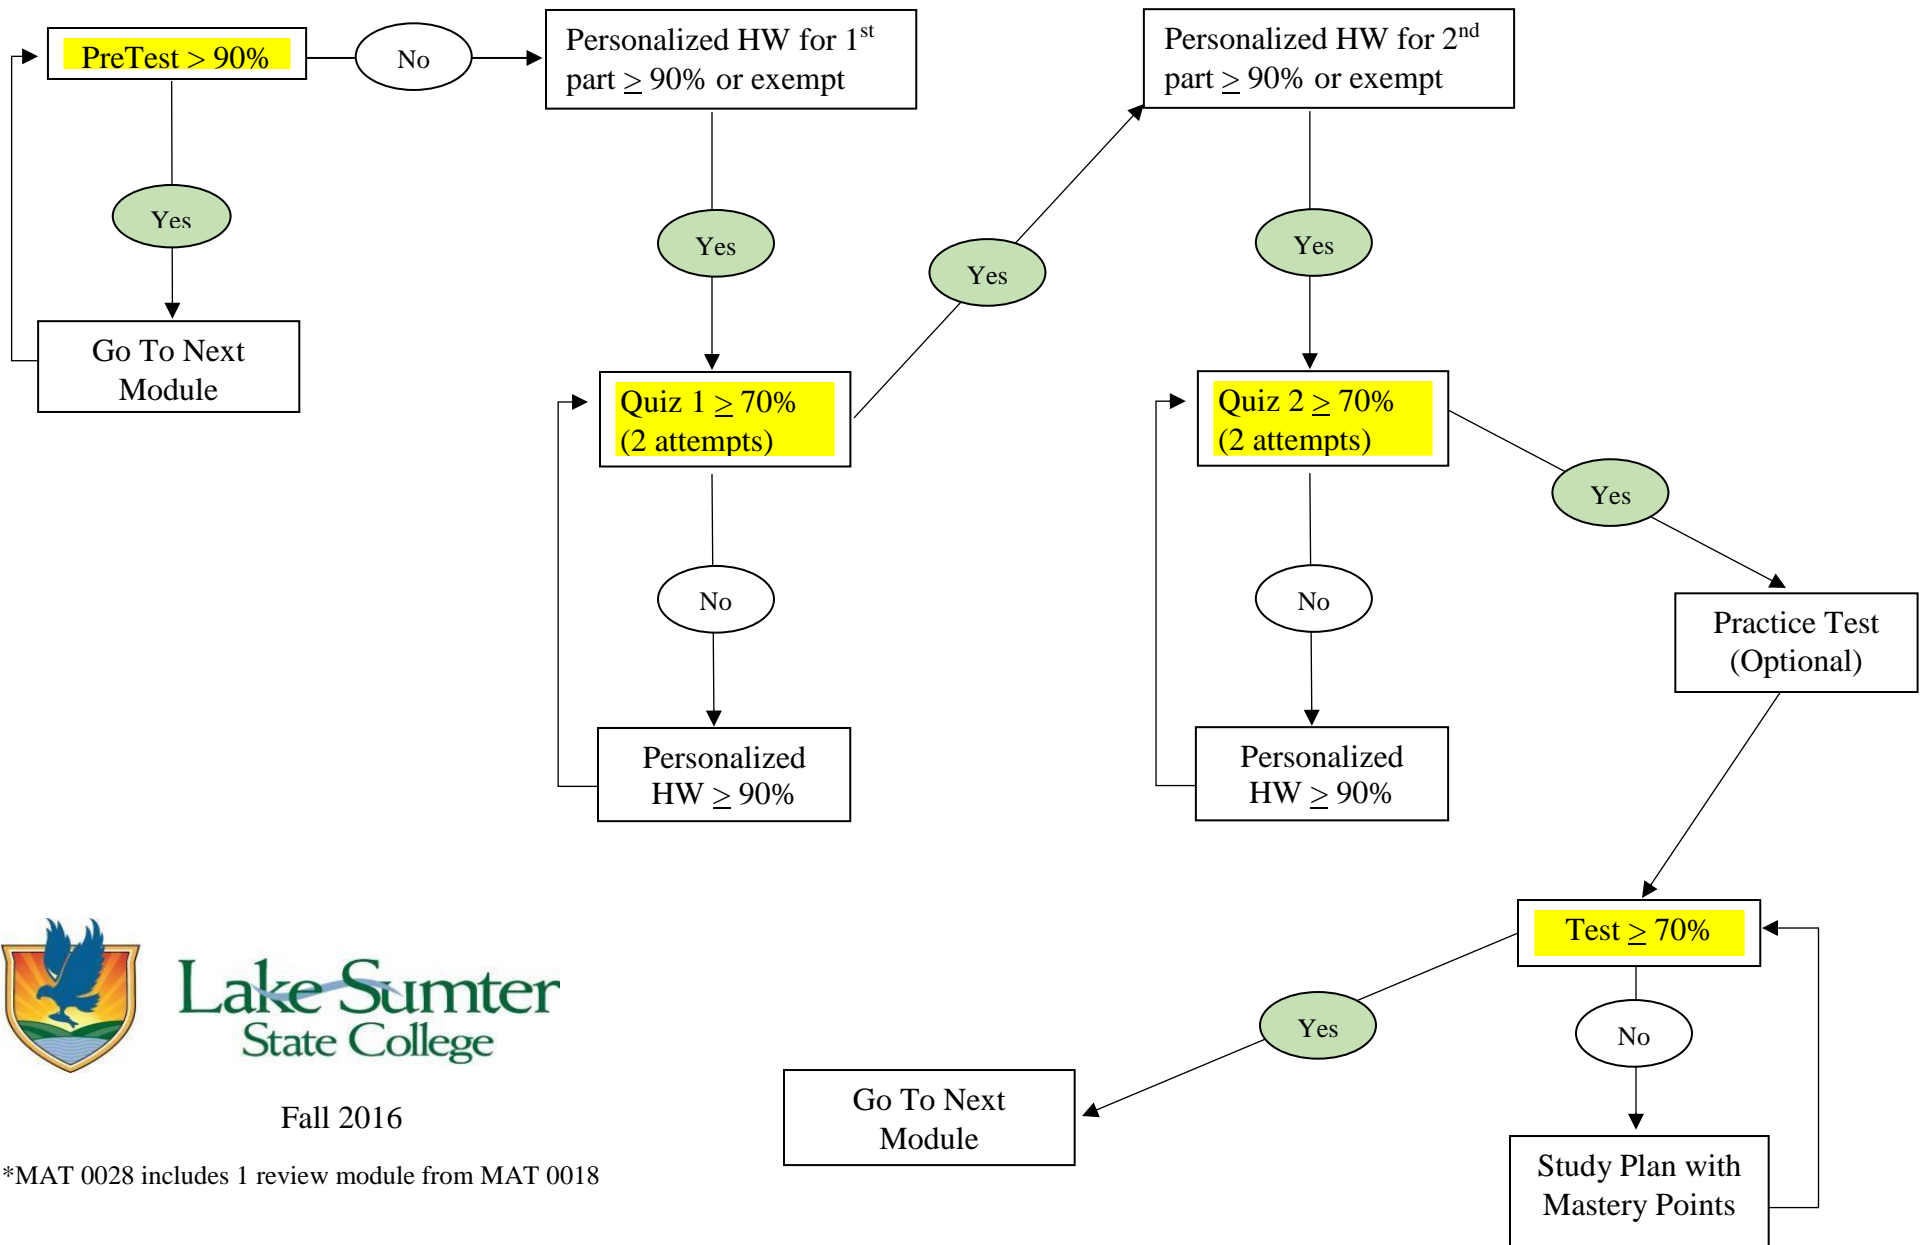 PreTest > 90%
No
Personalized HW for 1st
part ≥ 90% or exempt
Personalized HW for 2nd
part ≥ 90% or exempt
Yes
Yes
Yes
Yes
Go To Next
Module
Quiz 1 ≥ 70%
(2 attempts)
Quiz 2 ≥ 70%
(2 attempts)
Yes
No
No
Practice Test
(Optional)
Personalized
HW ≥ 90%
Personalized
HW ≥ 90%
Test ≥ 70%
Yes
No
Go To Next
Module
Study Plan with
Mastery Points
Lake Sumter
State College
Fall 2016
*MAT 0028 includes 1 review module from MAT 0018